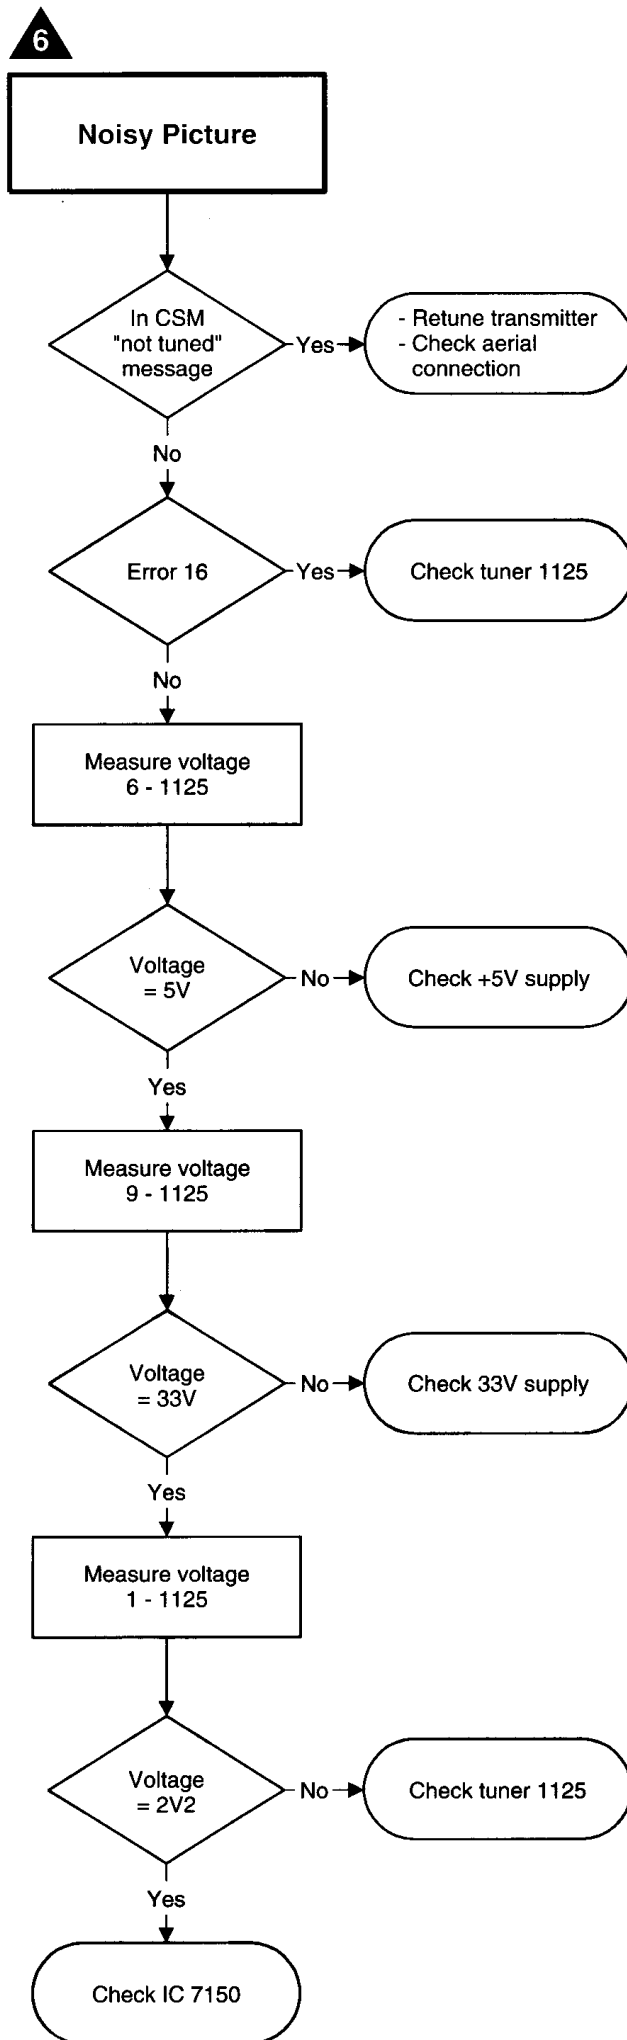 6
Noisy Picture
In CSM
"not tuned"
message
Yes
- Retune transmitter
- Check aerial
connection
No
Error 16
Yes
Check tuner 1125
No
Measure voltage
6 - 1125
Voltage
= 5V
No
Check +5V supply
Yes
Measure voltage
9 - 1125
Voltage
= 33V
No
Check 33V supply
Yes
Measure voltage
1 - 1125
Voltage
= 2V2
No
Check tuner 1125
Yes
Check IC 7150